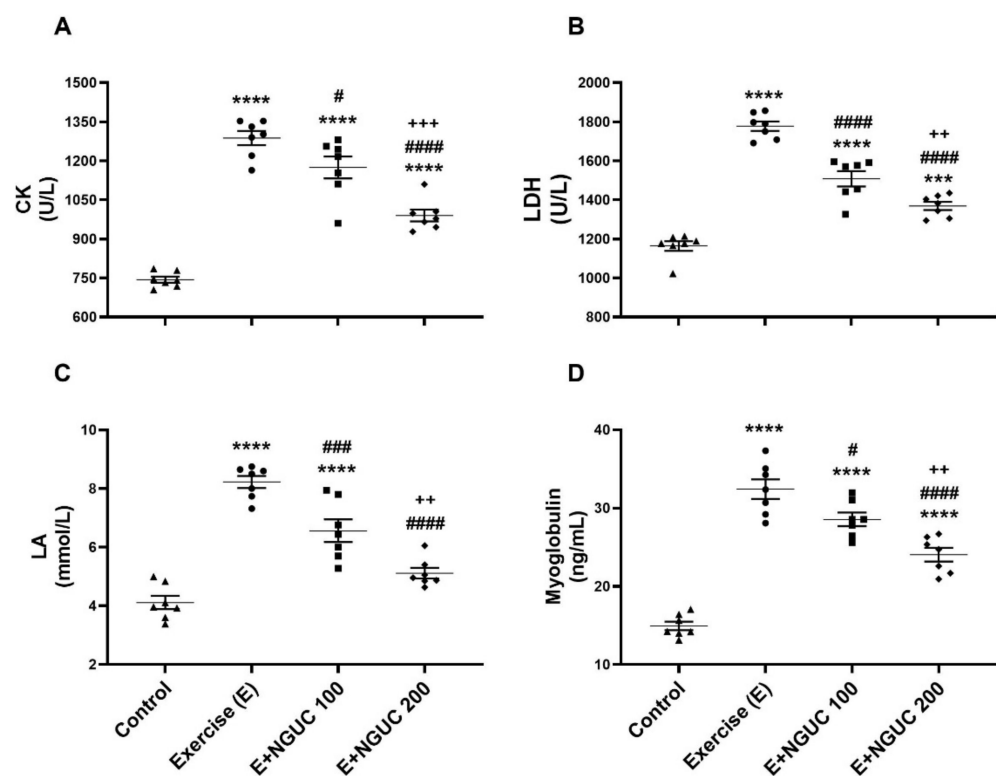 A
CK
(U/L)
1500
1350
1200
1050
900
750
600
****
#
****
+++
####
****
B
LDH
(U/L)
2000
1800
1600
1400
1200
1000
800
****
####
****
++
####
***
C
LA
(mmol/L)
10
8
6
4
2
****
###
****
++
####
Control
Exercise (E)
E+NGUC 100
E+NGUC 200
D
Myoglobulin
(ng/mL)
40
30
20
10
****
#
****
++
####
****
Control
Exercise (E)
E+NGUC 100
E+NGUC 200